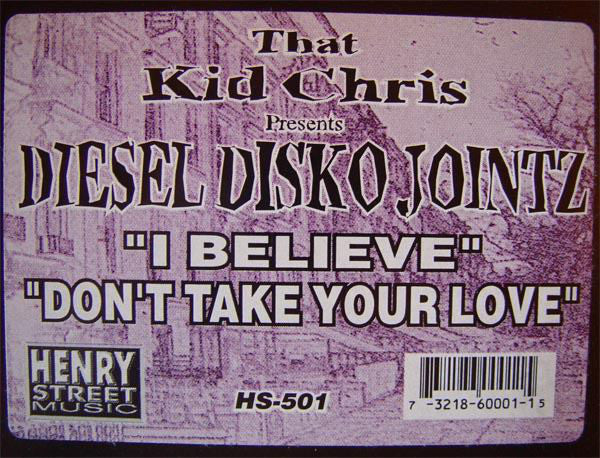 That
Kid Chris
Presents
DIESEL DISKO JOINTZ
"I BELIEVE"
"DON'T TAKE YOUR LOVE"
HENRY
STREET
MUSIC
HS-501
7 -3218-60001-1 5